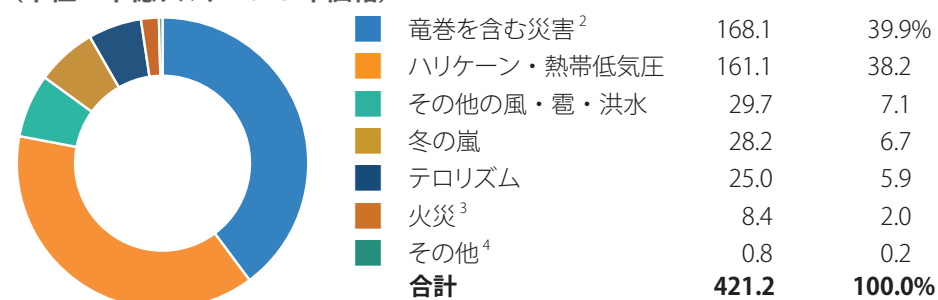 竜巻を含む災害 2 168.1 39.9%
ハリケーン・熱帯低気圧 161.1 38.2
その他の風・雹・洪水 29.7 7.1
冬の嵐 28.2 6.7
テロリズム 25.0 5.9
火災 3 8.4 2.0
その他 4 0.8 0.2
合計 421.2 100.0%